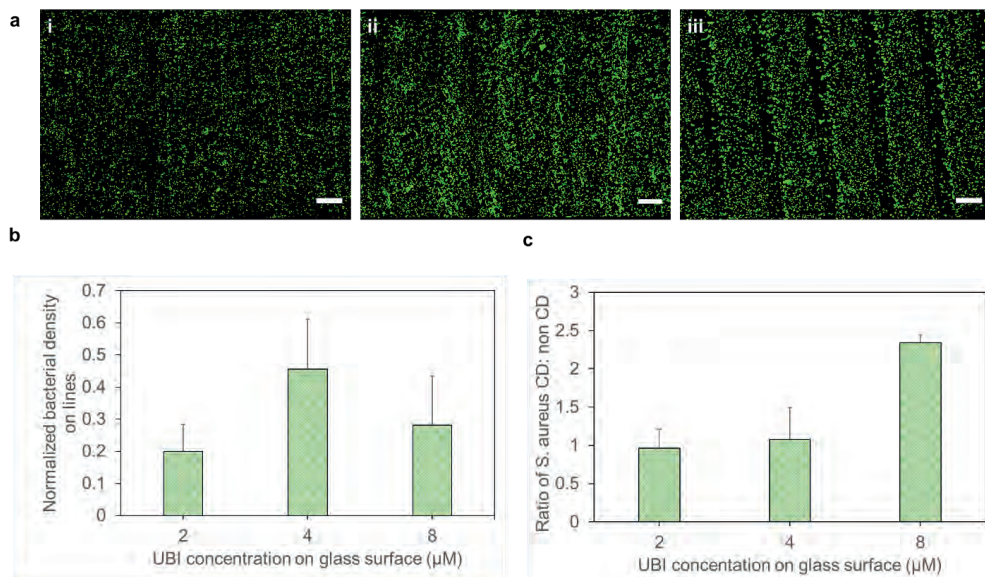 a
i
ii
iii
b
c
Normalized bacterial density
on lines
0.7
0.6
0.5
0.4
0.3
0.2
0.1
0
2
4
8
UBI concentration on glass surface (µM)
Ratio of S. aureus CD: non CD
3
2.5
2
1.5
1
0.5
0
2
4
8
UBI concentation on glass surface (µM)